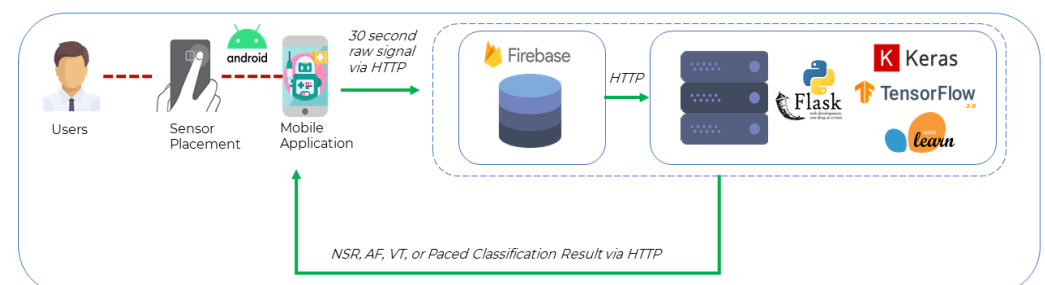 Users
Sensor
Placement
android
Mobile
Application
30 second
raw signal
via HTTP
Firebase
HTTP
Flask
web development,
one drop at a time
K Keras
TensorFlow
2.0
scikit
learn
NSR, AF, VT, or Paced Classification Result via HTTP